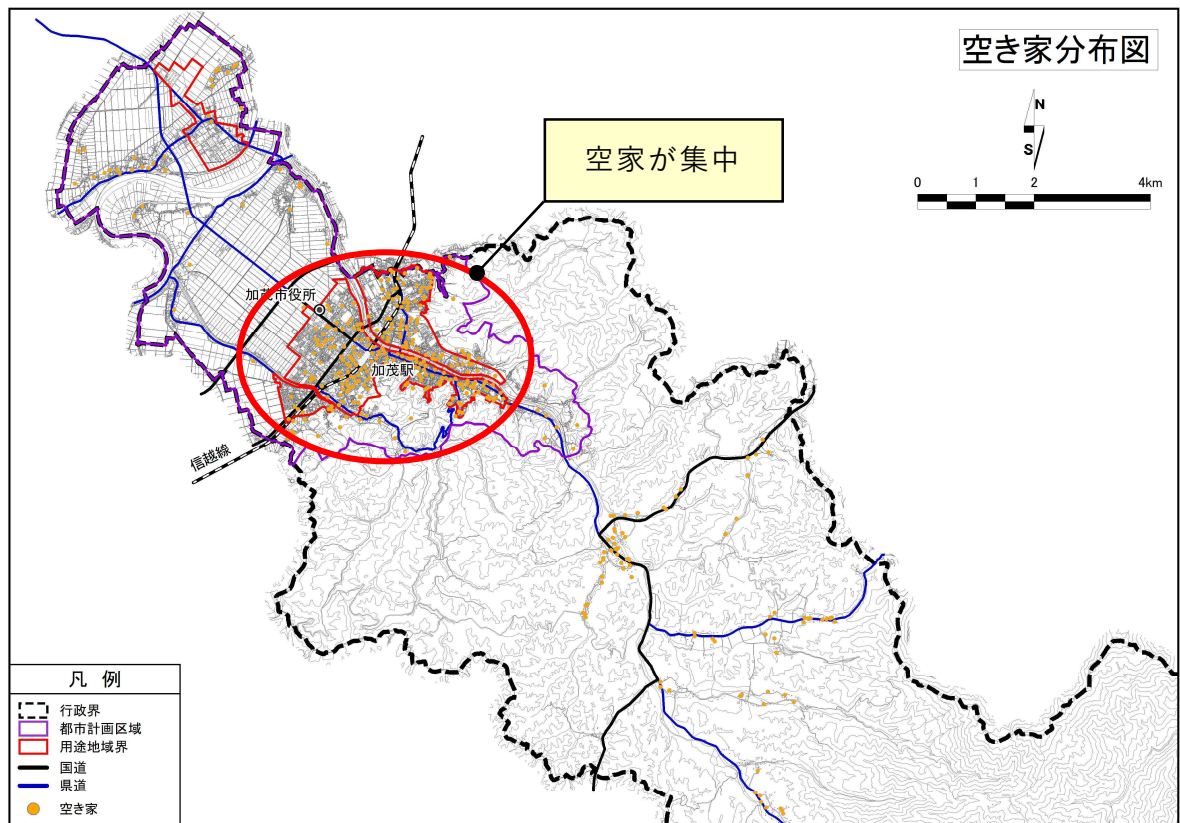 空き家分布図
N
S
0 1 2 4km
空家が集中
加茂市役所
加茂駅
信越線
凡 例
行政界
都市計画区域
用途地域界
国道
県道
空き家